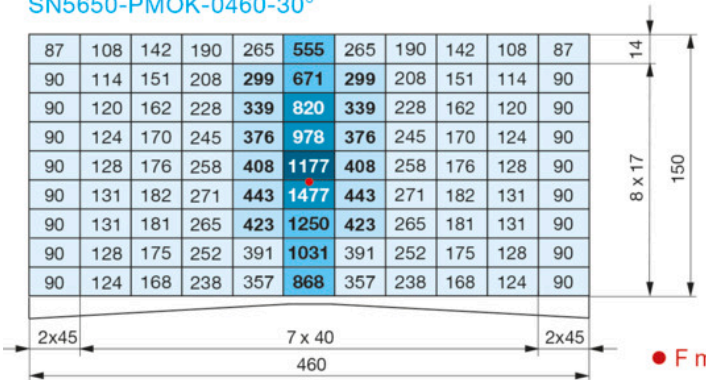 SN5650-PMOK-0460-30°
87 108 142 190 265 555 265 190 142 108 87 14
90 114 151 208 299 671 299 208 151 114 90
90 120 162 228 339 820 339 228 162 120 90
90 124 170 245 376 978 376 245 170 124 90
90 128 176 258 408 1177 408 258 176 128 90 8 x 17 150
90 131 182 271 443 1477 443 271 182 131 90
90 131 181 265 423 1250 423 265 181 131 90
90 128 175 252 391 1031 391 252 175 128 90
90 124 168 238 357 868 357 238 168 124 90
2x45 7 x 40 2x45
460
F m